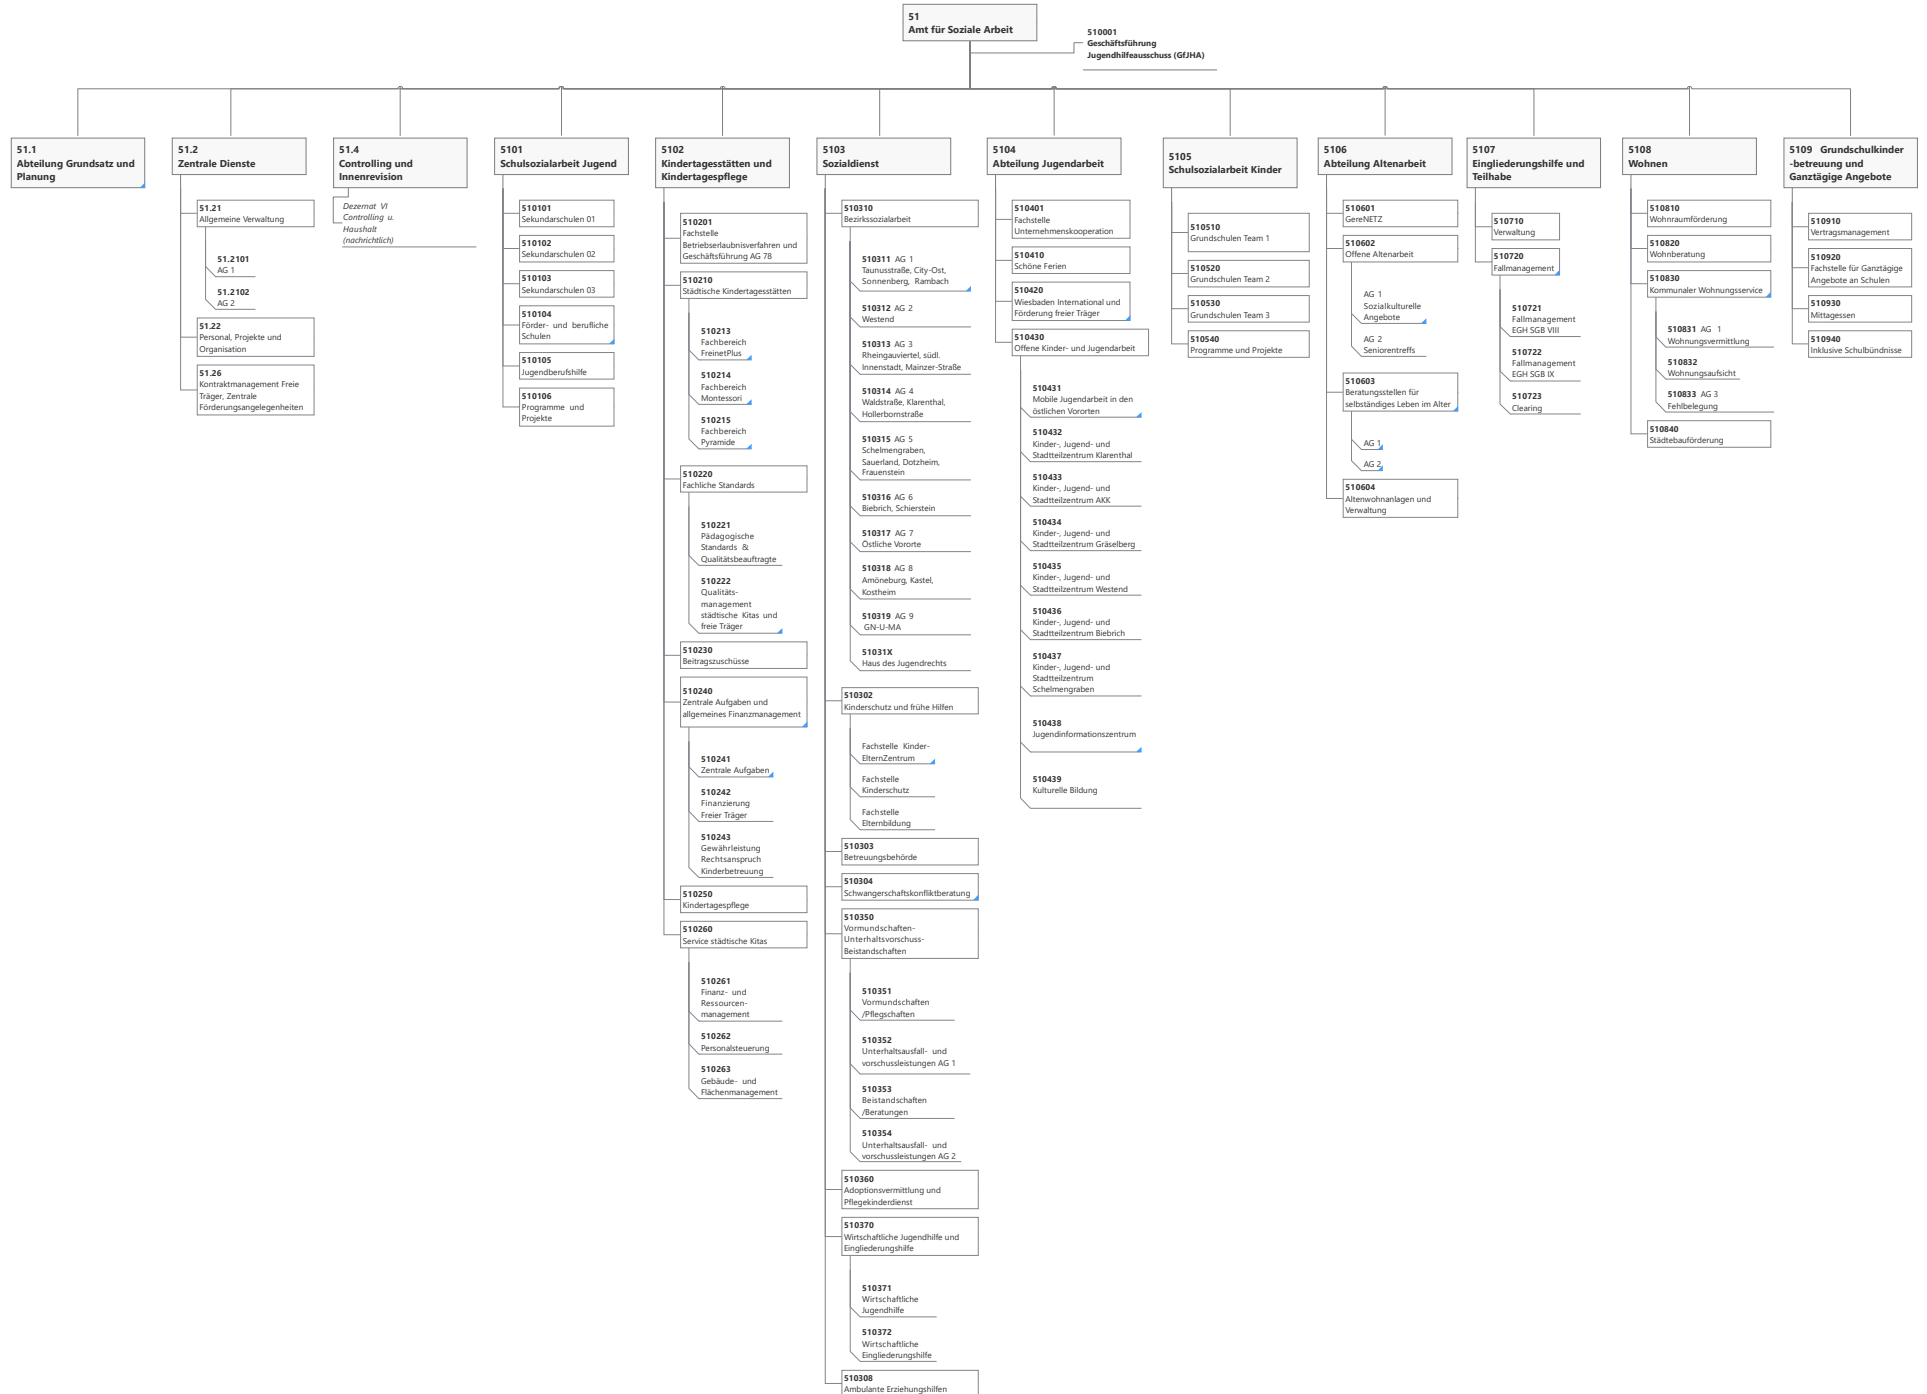 51
Amt für Soziale Arbeit
510001
Geschäftsführung
Jugendhilfeausschuss (GfJHA)
51.1
Abteilung Grundsatz und
Planung
51.2
Zentrale Dienste
51.21
Allgemeine Verwaltung
51.2101
AG 1
51.2102
AG 2
51.22
Personal, Projekte und
Organisation
51.26
Kontraktmanagement Freie
Träger, Zentrale
Förderungsangelegenheiten
51.4
Controlling und
Innenrevision
Dezernat VI
Controlling u.
Haushalt
(nachrichtlich)
5101
Schulsozialarbeit Jugend
510101
Sekundarschulen 01
510102
Sekundarschulen 02
510103
Sekundarschulen 03
510104
Förder- und berufliche
Schulen
510105
Jugendberufshilfe
510106
Programme und
Projekte
5102
Kindertagesstätten und
Kindertagespflege
510201
Fachstelle
Betriebserlaubnisverfahren und
Geschäftsführung AG 78
510210
Städtische Kindertagesstätten
510213
Fachbereich
FreinetPlus
510214
Fachbereich
Montessori
510215
Fachbereich
Pyramide
510220
Fachliche Standards
510221
Pädagogische
Standards &
Qualitätsbeauftragte
510222
Qualitäts-
management
städtische Kitas und
freie Träger
510230
Beitragszuschüsse
510240
Zentrale Aufgaben und
allgemeines Finanzmanagement
510241
Zentrale Aufgaben
510242
Finanzierung
Freier Träger
510243
Gewährleistung
Rechtsanspruch
Kinderbetreuung
510250
Kindertagespflege
510260
Service städtische Kitas
510261
Finanz- und
Ressourcen-
management
510262
Personalsteuerung
510263
Gebäude- und
Flächenmanagement
5103
Sozialdienst
510310
Bezirkssozialarbeit
510311 AG 1
Taunusstraße, City-Ost,
Sonnenberg, Rambach
510312 AG 2
Westend
510313 AG 3
Rheingauviertel, südl.
Innenstadt, Mainzer-Straße
510314 AG 4
Waldstraße, Klarenthal,
Hollerbornstraße
510315 AG 5
Schelmengraben,
Sauerland, Dotzheim,
Frauenstein
510316 AG 6
Biebrich, Schierstein
510317 AG 7
Östliche Vororte
510318 AG 8
Amöneburg, Kastel,
Kostheim
510319 AG 9
GN-U-MA
51031X
Haus des Jugendrechts
510302
Kinderschutz und frühe Hilfen
Fachstelle Kinder-
ElternZentrum
Fachstelle
Kinderschutz
Fachstelle
Elternbildung
510303
Betreuungsbehörde
510304
Schwangerschaftskonfliktberatung
510350
Vormundschaften-
Unterhaltsvorschuss-
Beistandschaften
510351
Vormundschaften
/Pflegschaften
510352
Unterhaltsausfall- und
vorschussleistungen AG 1
510353
Beistandschaften
/Beratungen
510354
Unterhaltsausfall- und
vorschussleistungen AG 2
510360
Adoptionsvermittlung und
Pflegekinderdienst
510370
Wirtschaftliche Jugendhilfe und
Eingliederungshilfe
510371
Wirtschaftliche
Jugendhilfe
510372
Wirtschaftliche
Eingliederungshilfe
510308
Ambulante Erziehungshilfen
5104
Abteilung Jugendarbeit
510401
Fachstelle
Unternehmenskooperation
510410
Schöne Ferien
510420
Wiesbaden International und
Förderung freier Träger
510430
Offene Kinder- und Jugendarbeit
510431
Mobile Jugendarbeit in den
östlichen Vororten
510432
Kinder-, Jugend- und
Stadtteilzentrum Klarenthal
510433
Kinder-, Jugend- und
Stadtteilzentrum AKK
510434
Kinder-, Jugend- und
Stadtteilzentrum Gräselberg
510435
Kinder-, Jugend- und
Stadtteilzentrum Westend
510436
Kinder-, Jugend- und
Stadtteilzentrum Biebrich
510437
Kinder-, Jugend- und
Stadtteilzentrum
Schelmengraben
510438
Jugendinformationszentrum
510439
Kulturelle Bildung
5105
Schulsozialarbeit Kinder
510510
Grundschulen Team 1
510520
Grundschulen Team 2
510530
Grundschulen Team 3
510540
Programme und Projekte
5106
Abteilung Altenarbeit
510601
GereNETZ
510602
Offene Altenarbeit
AG 1
Sozialkulturelle
Angebote
AG 2
Seniorentreffs
510603
Beratungsstellen für
selbständiges Leben im Alter
AG 1
AG 2
510604
Altenwohnanlagen und
Verwaltung
5107
Eingliederungshilfe und
Teilhabe
510710
Verwaltung
510720
Fallmanagement
510721
Fallmanagement
EGH SGB VIII
510722
Fallmanagement
EGH SGB IX
510723
Clearing
5108
Wohnen
510810
Wohnraumförderung
510820
Wohnberatung
510830
Kommunaler Wohnungsservice
510831 AG 1
Wohnungsvermittlung
510832
Wohnungsaufsicht
510833 AG 3
Fehlbelegung
510840
Städtebauförderung
5109 Grundschulkinder
-betreuung und
Ganztägige Angebote
510910
Vertragsmanagement
510920
Fachstelle für Ganztägige
Angebote an Schulen
510930
Mittagessen
510940
Inklusive Schulbündnisse